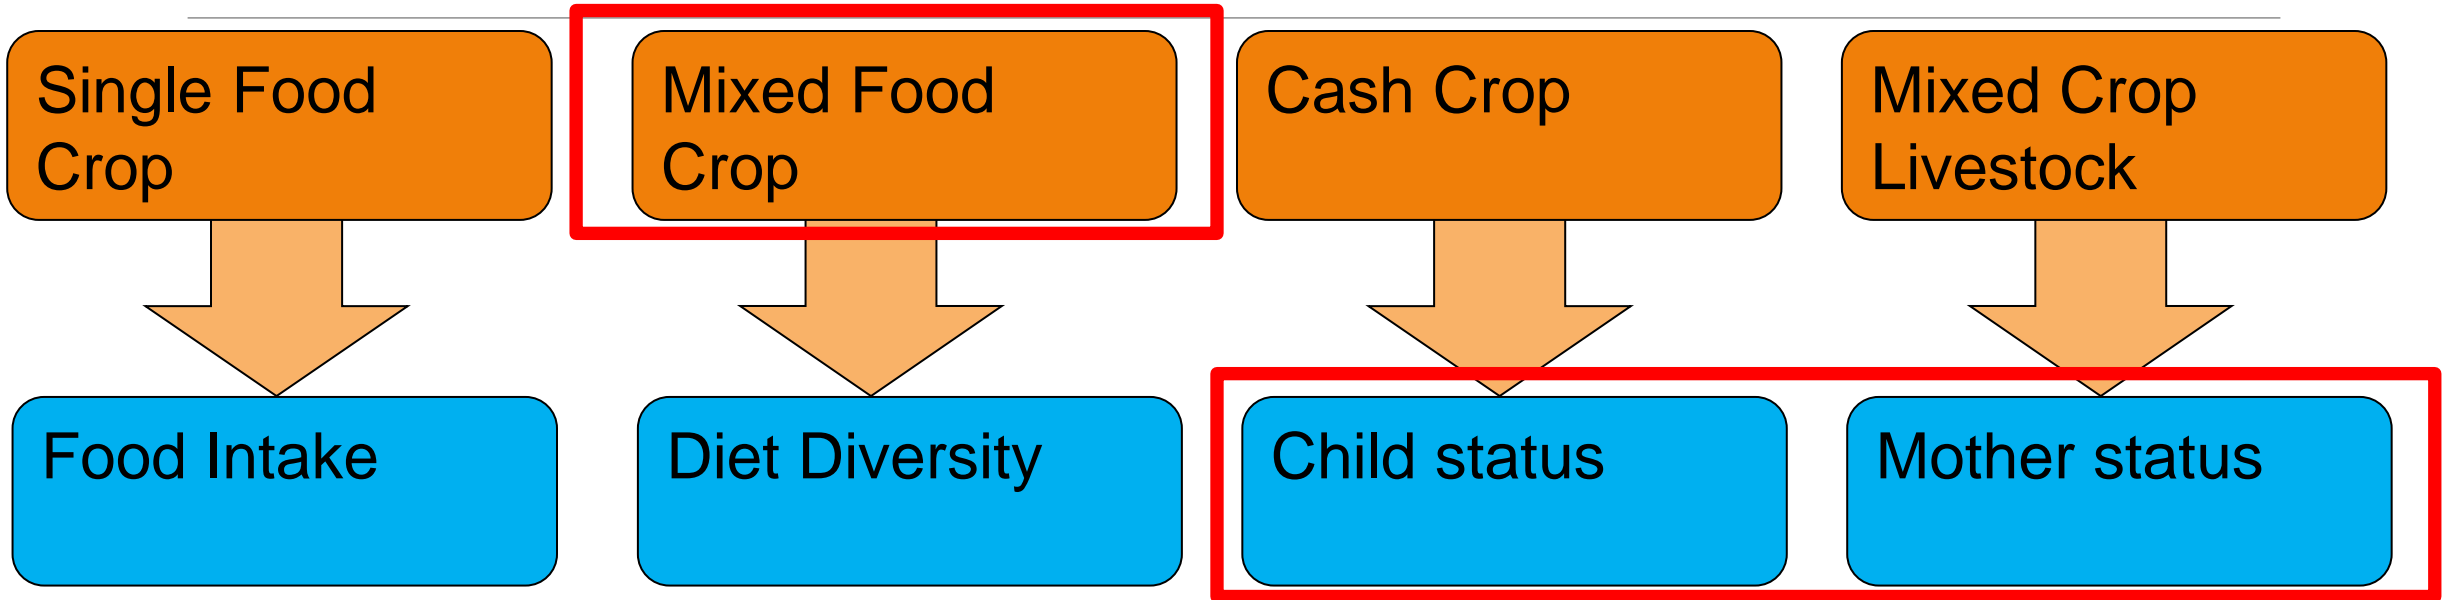 Single Food
Crop
Mixed Food
Crop
Cash Crop
Mixed Crop
Livestock
Food Intake
Diet Diversity
Child status
Mother status